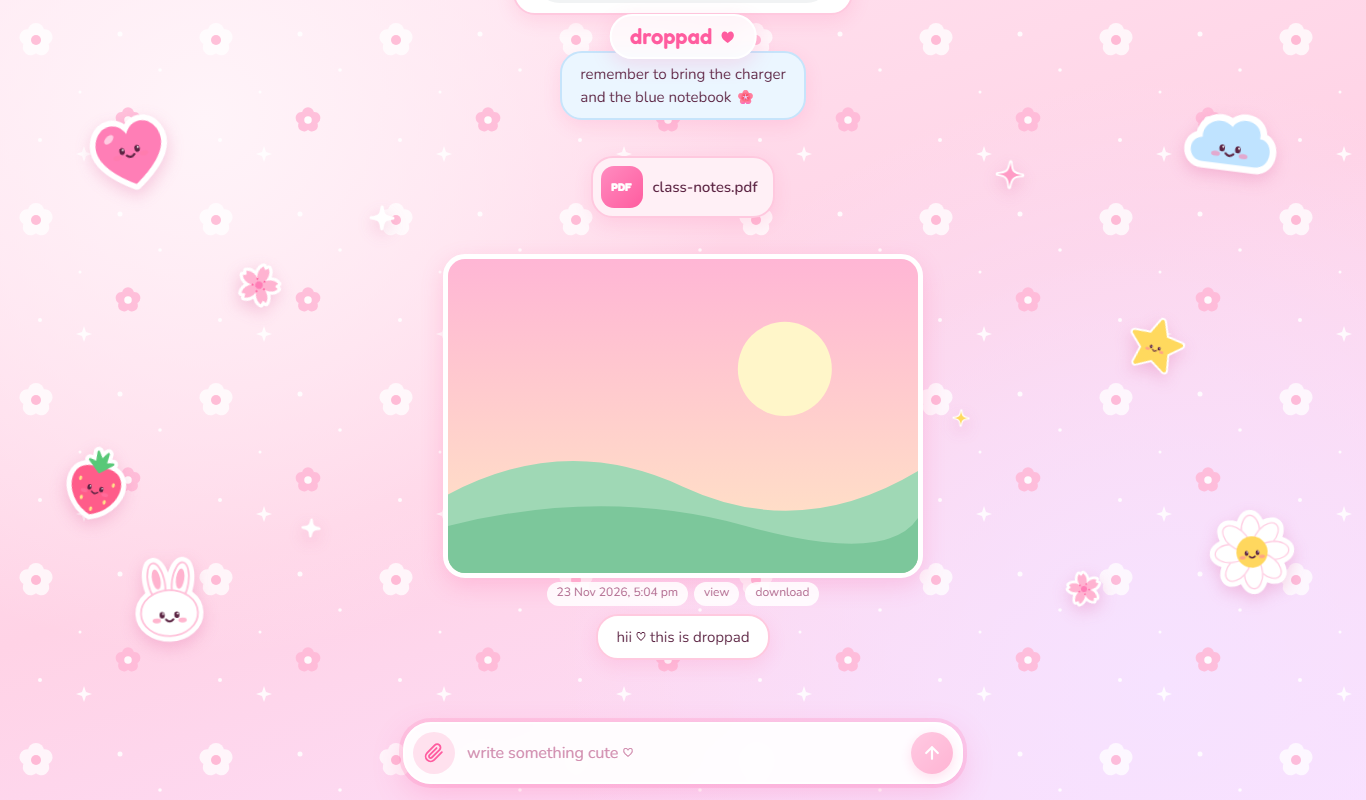 droppad
remember to bring the charger
and the blue notebook 🌸
PDF
class-notes.pdf
23 Nov 2026, 5:04 pm
view
download
hii ♡ this is droppad
write something cute ♡